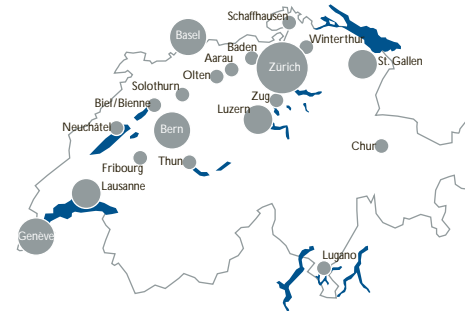 Schaffhausen
Basel
Winterthur
Baden
Aarau
Zürich
St. Gallen
Olten
Solothurn
Zug
Biel/Bienne
Luzern
Neuchâtel
Bern
Chur
Fribourg
Thun
Lausanne
Genève
Lugano